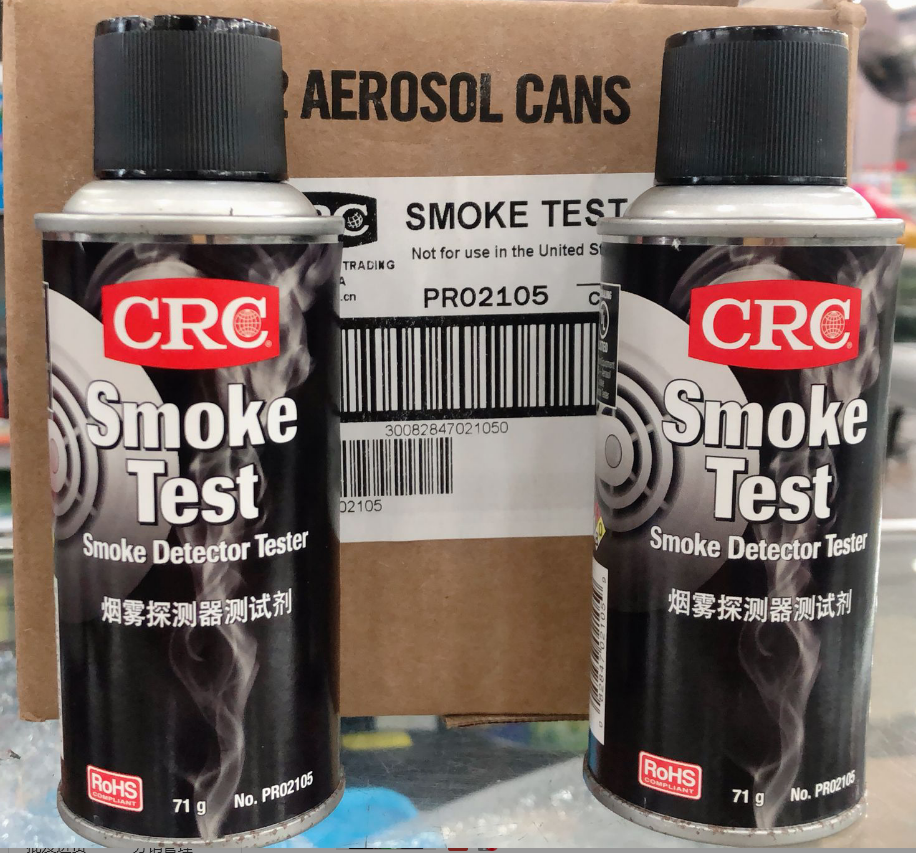 AEROSOL CANS
SMOKE TEST
Not for use in the United
TRADING
.cn
PR02105
30082847021050
02105
CRC
Smoke
Test
Smoke Detector Tester
烟雾探测器测试剂
RoHS
COMPLIANT
71 g
No. PR02105
CRC
Smoke
Test
Smoke Detector Tester
烟雾探测器测试剂
RoHS
COMPLIANT
71 g
No. PR02105